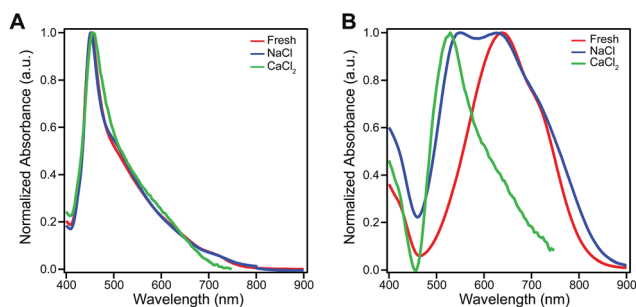 A
Normalized Absorbance (a.u.)
1.0
0.8
0.6
0.4
0.2
0.0
400 500 600 700 800 900
Wavelength (nm)
Fresh
NaCl
CaCl₂
B
Normalized Absorbance (a.u.)
1.0
0.8
0.6
0.4
0.2
0.0
400 500 600 700 800 900
Wavelength (nm)
Fresh
NaCl
CaCl₂